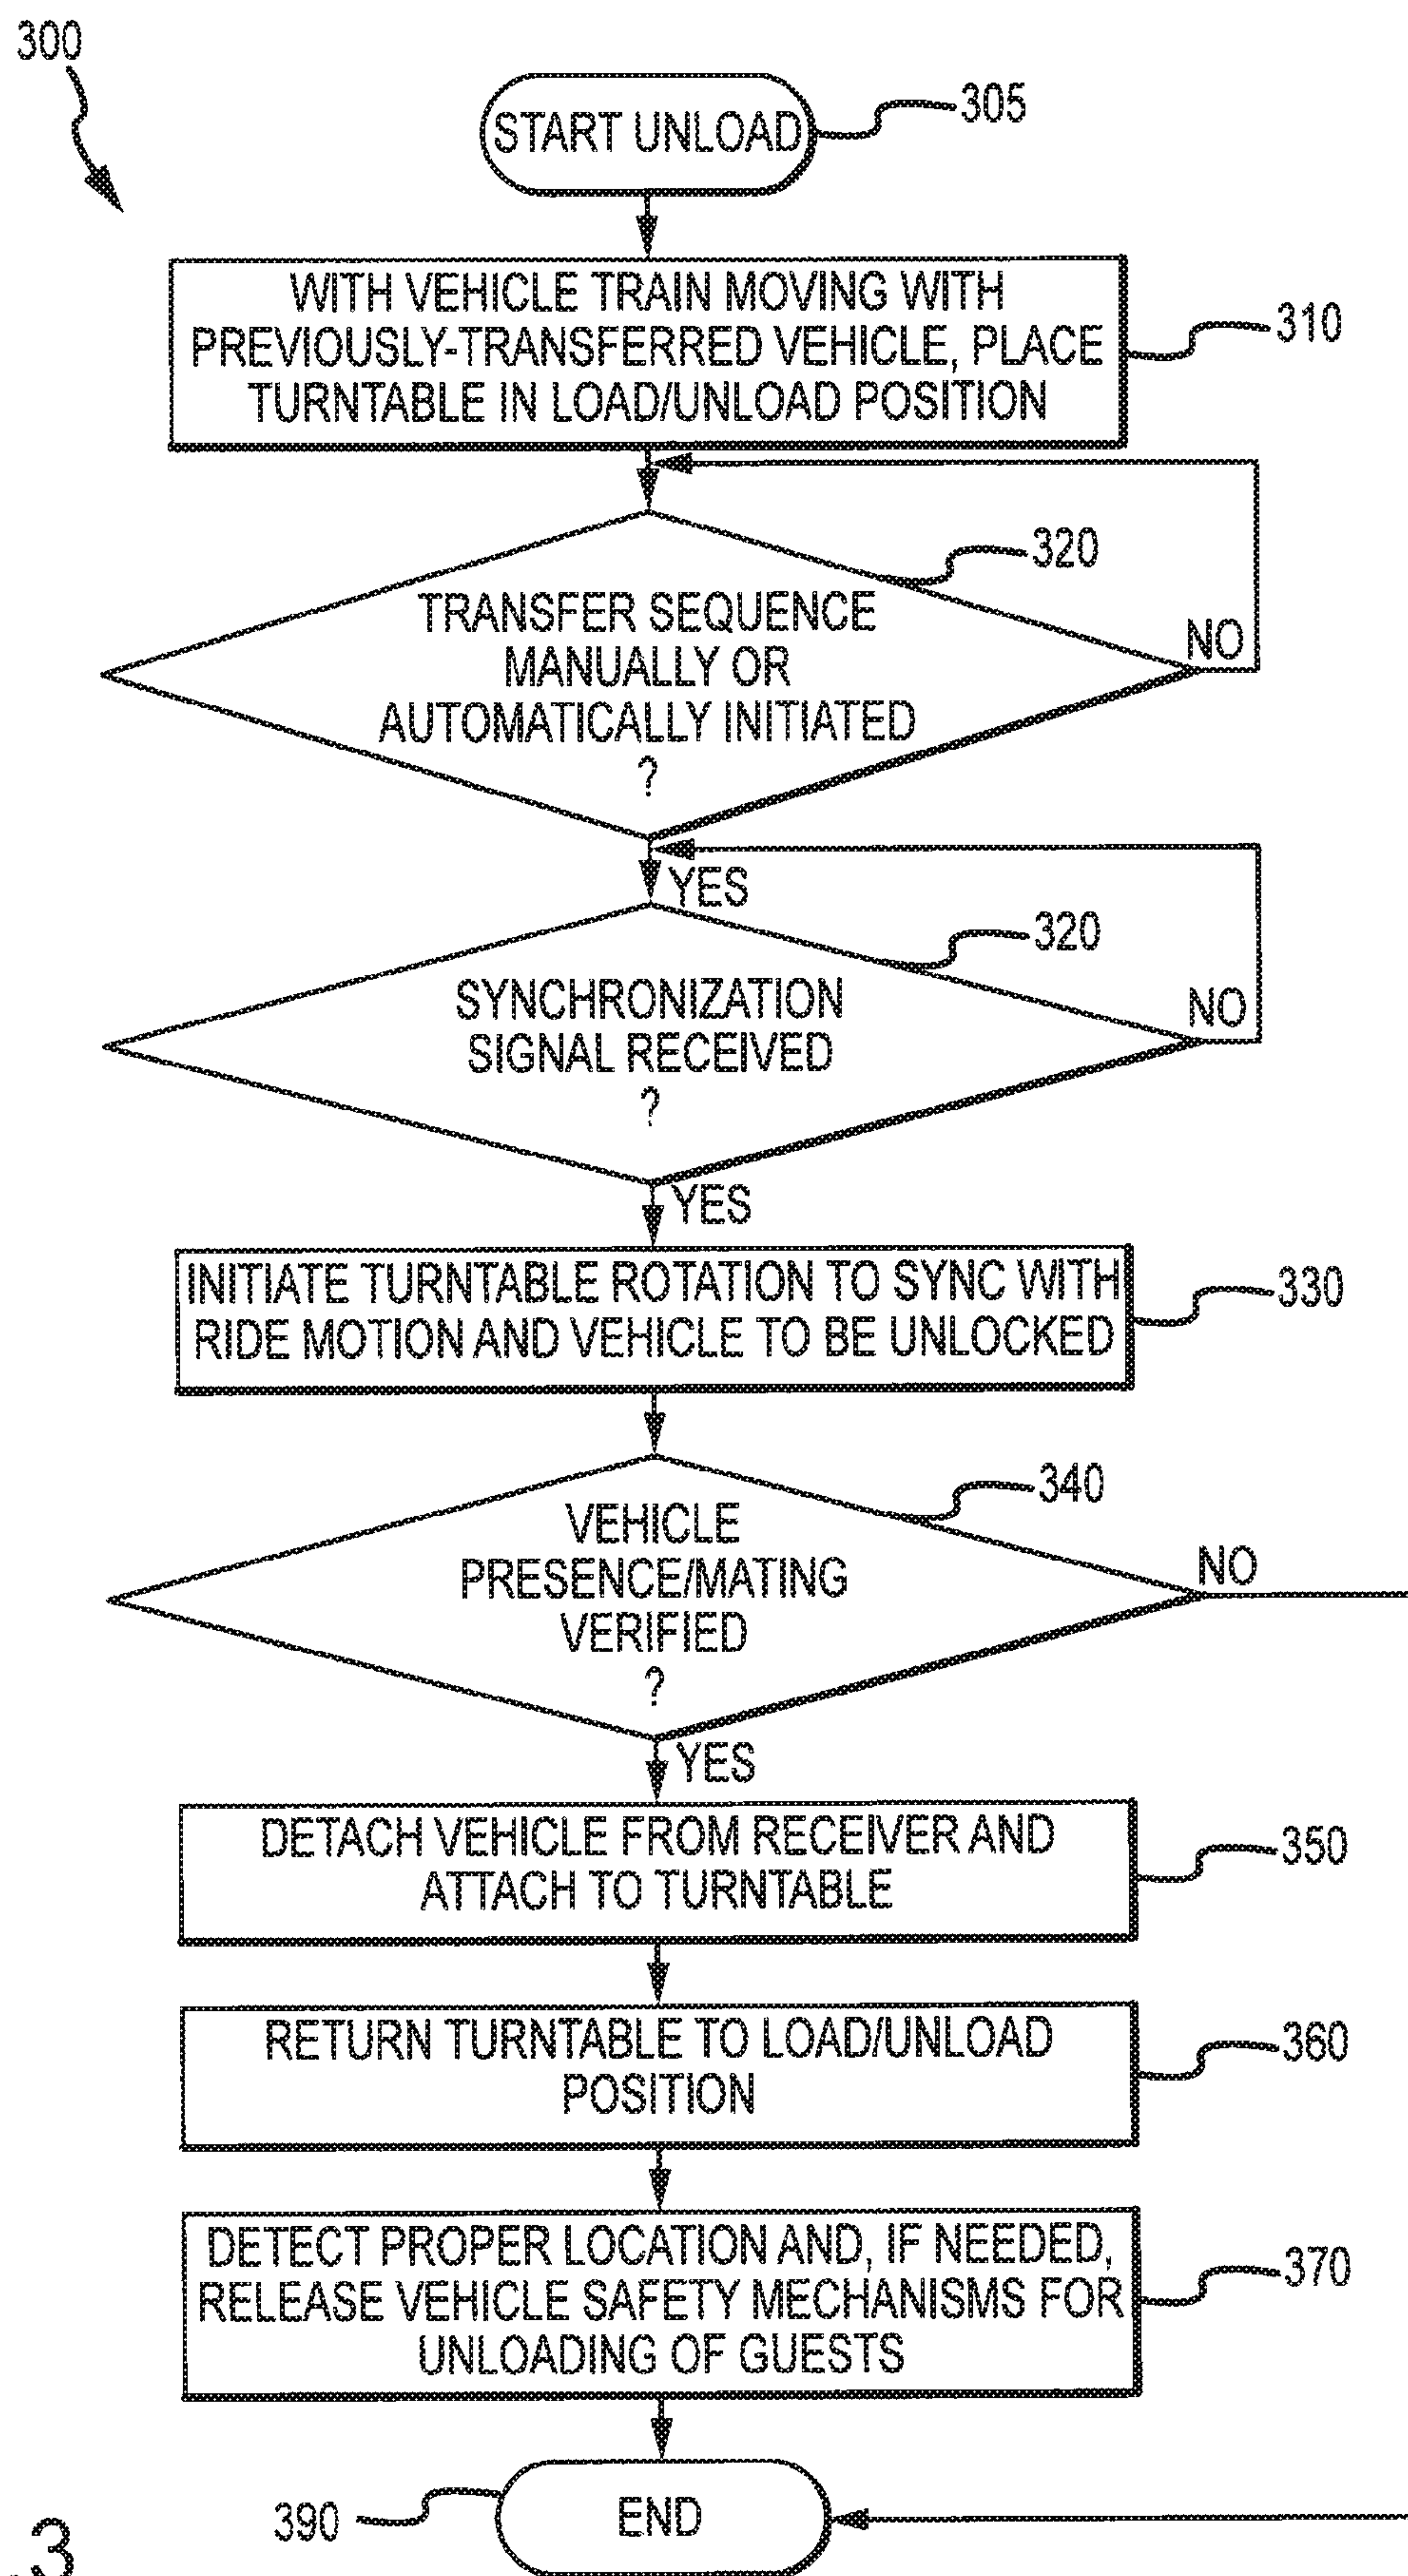 300
START UNLOAD
305
WITH VEHICLE TRAIN MOVING WITH
PREVIOUSLY-TRANSFERRED VEHICLE, PLACE
TURNTABLE IN LOAD/UNLOAD POSITION
310
320
TRANSFER SEQUENCE
MANUALLY OR
AUTOMATICALLY INITIATED
?
NO
YES
320
SYNCHRONIZATION
SIGNAL RECEIVED
?
NO
YES
INITIATE TURNTABLE ROTATION TO SYNC WITH
RIDE MOTION AND VEHICLE TO BE UNLOCKED
330
340
VEHICLE
PRESENCE/MATING
VERIFIED
?
NO
YES
DETACH VEHICLE FROM RECEIVER AND
ATTACH TO TURNTABLE
350
RETURN TURNTABLE TO LOAD/UNLOAD
POSITION
360
DETECT PROPER LOCATION AND, IF NEEDED,
RELEASE VEHICLE SAFETY MECHANISMS FOR
UNLOADING OF GUESTS
370
390
END
.3